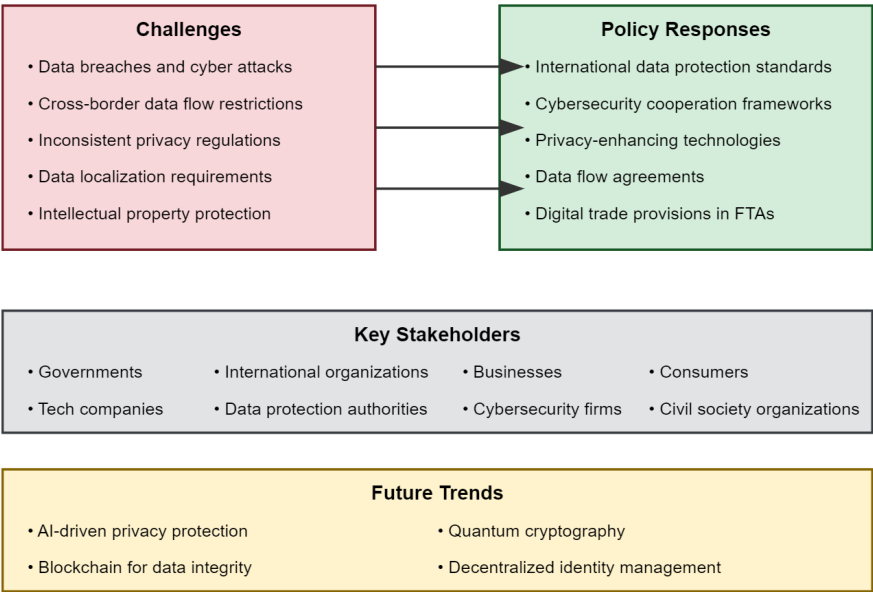 Challenges
• Data breaches and cyber attacks
• Cross-border data flow restrictions
• Inconsistent privacy regulations
• Data localization requirements
• Intellectual property protection
Policy Responses
• International data protection standards
• Cybersecurity cooperation frameworks
• Privacy-enhancing technologies
• Data flow agreements
• Digital trade provisions in FTAs
Key Stakeholders
• Governments • International organizations • Businesses • Consumers
• Tech companies • Data protection authorities • Cybersecurity firms • Civil society organizations
Future Trends
• AI-driven privacy protection • Quantum cryptography
• Blockchain for data integrity • Decentralized identity management